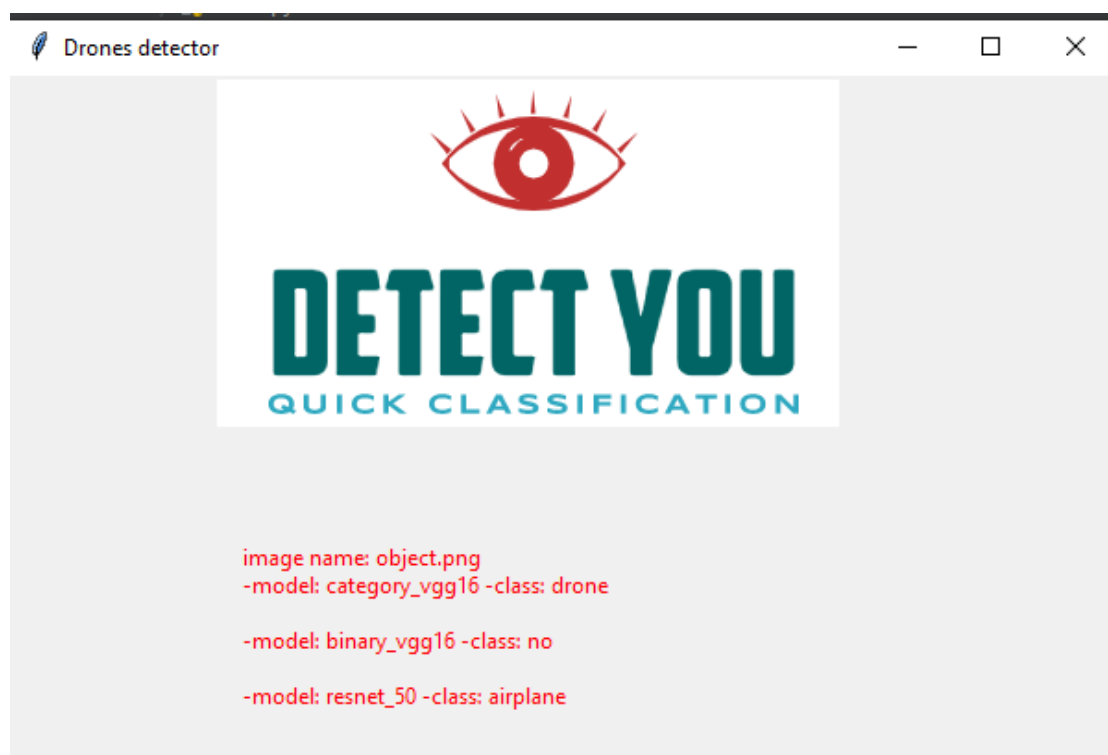 Drones detector
DETECT YOU
QUICK CLASSIFICATION
image name: object.png
-model: category_vgg16 -class: drone
-model: binary_vgg16 -class: no
-model: resnet_50 -class: airplane